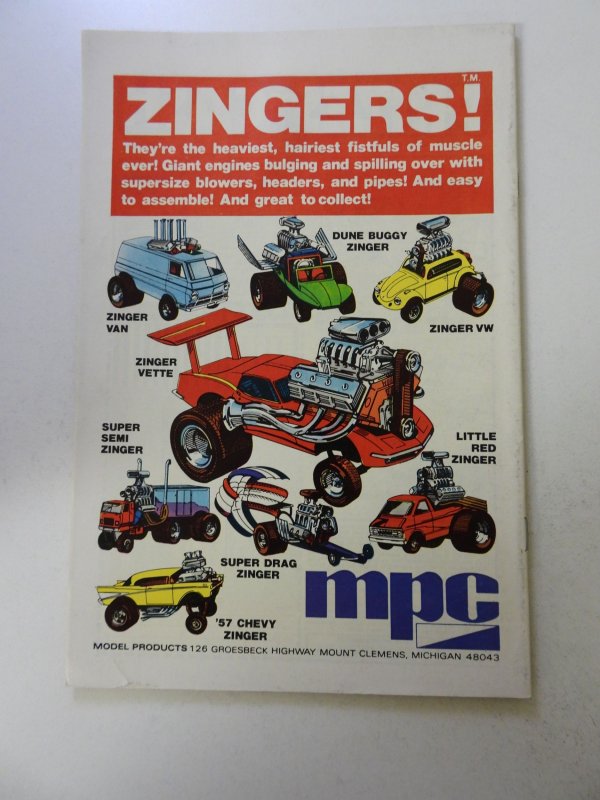 ZINGERS!
T.M.
They're the heaviest, hairiest fistfuls of muscle
ever! Giant engines bulging and spilling over with
supersize blowers, headers, and pipes! And easy
to assemble! And great to collect!
DUNE BUGGY
ZINGER
ZINGER
VAN
ZINGER VW
ZINGER
VETTE
SUPER
SEMI
ZINGER
LITTLE
RED
ZINGER
SUPER DRAG
ZINGER
'57 CHEVY
ZINGER
mpc
MODEL PRODUCTS 126 GROESBECK HIGHWAY MOUNT CLEMENS, MICHIGAN 48043